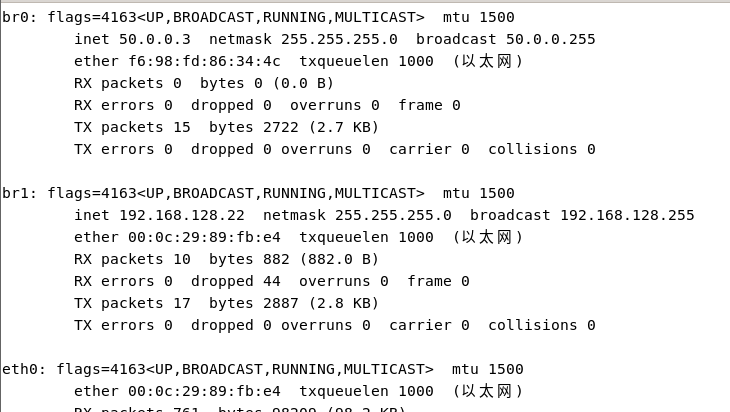 br0: flags=4163<UP,BROADCAST,RUNNING,MULTICAST>  mtu 1500
        inet 50.0.0.3  netmask 255.255.255.0  broadcast 50.0.0.255
        ether f6:98:fd:86:34:4c  txqueuelen 1000  (以太网)
        RX packets 0  bytes 0 (0.0 B)
        RX errors 0  dropped 0  overruns 0  frame 0
        TX packets 15  bytes 2722 (2.7 KB)
        TX errors 0  dropped 0 overruns 0  carrier 0  collisions 0

br1: flags=4163<UP,BROADCAST,RUNNING,MULTICAST>  mtu 1500
        inet 192.168.128.22  netmask 255.255.255.0  broadcast 192.168.128.255
        ether 00:0c:29:89:fb:e4  txqueuelen 1000  (以太网)
        RX packets 10  bytes 882 (882.0 B)
        RX errors 0  dropped 44  overruns 0  frame 0
        TX packets 17  bytes 2887 (2.8 KB)
        TX errors 0  dropped 0 overruns 0  carrier 0  collisions 0

eth0: flags=4163<UP,BROADCAST,RUNNING,MULTICAST>  mtu 1500
        ether 00:0c:29:89:fb:e4  txqueuelen 1000  (以太网)
        RX packets 761  bytes